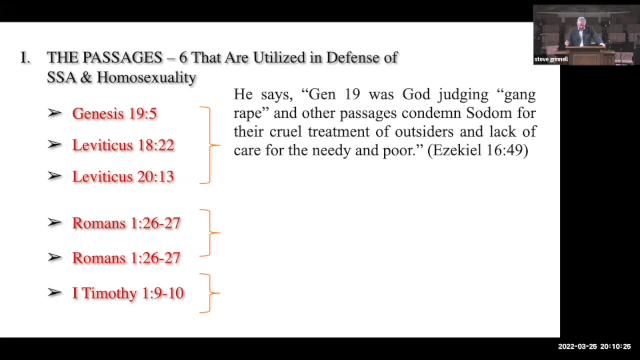 steve grinnell
I. THE PASSAGES – 6 That Are Utilized in Defense of
SSA & Homosexuality
➢ Genesis 19:5
➢ Leviticus 18:22
➢ Leviticus 20:13
➢ Romans 1:26-27
➢ Romans 1:26-27
➢ I Timothy 1:9-10
He says, “Gen 19 was God judging “gang
rape” and other passages condemn Sodom for
their cruel treatment of outsiders and lack of
care for the needy and poor.” (Ezekiel 16:49)
2022-03-25 20:10:25